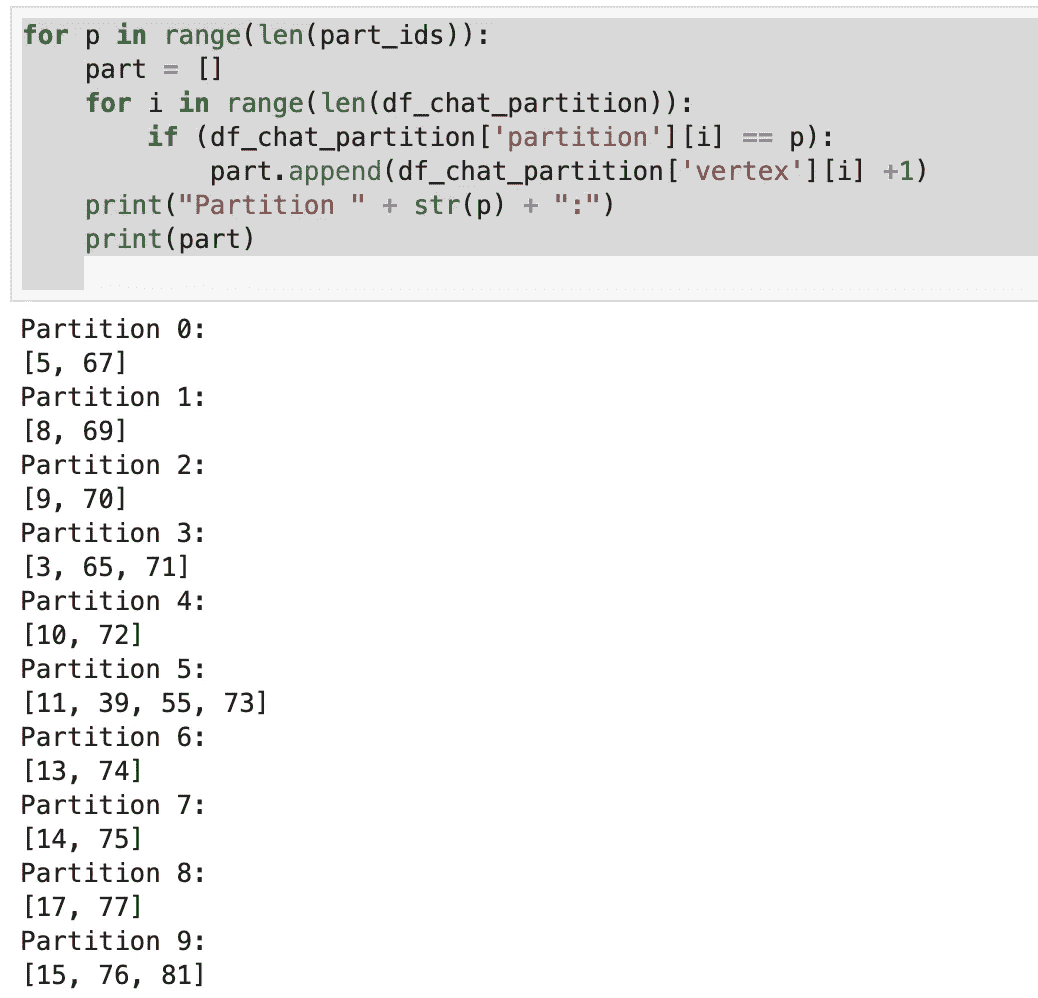 for p in range(len(part_ids)):
    part = []
    for i in range(len(df_chat_partition)):
        if (df_chat_partition['partition'][i] == p):
            part.append(df_chat_partition['vertex'][i] +1)
    print("Partition " + str(p) + ":")
    print(part)
Partition 0:
[5, 67]
Partition 1:
[8, 69]
Partition 2:
[9, 70]
Partition 3:
[3, 65, 71]
Partition 4:
[10, 72]
Partition 5:
[11, 39, 55, 73]
Partition 6:
[13, 74]
Partition 7:
[14, 75]
Partition 8:
[17, 77]
Partition 9:
[15, 76, 81]